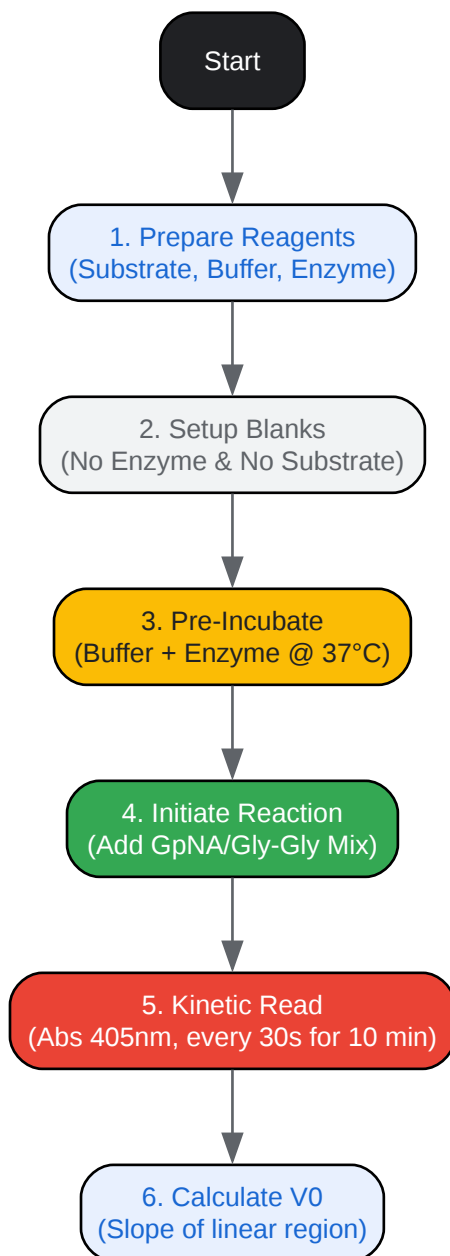 Start
1. Prepare Reagents
(Substrate, Buffer, Enzyme)
2. Setup Blanks
(No Enzyme & No Substrate)
3. Pre-Incubate
(Buffer + Enzyme @ 37°C)
4. Initiate Reaction
(Add GpNA/Gly-Gly Mix)
5. Kinetic Read
(Abs 405nm, every 30s for 10 min)
6. Calculate V0
(Slope of linear region)